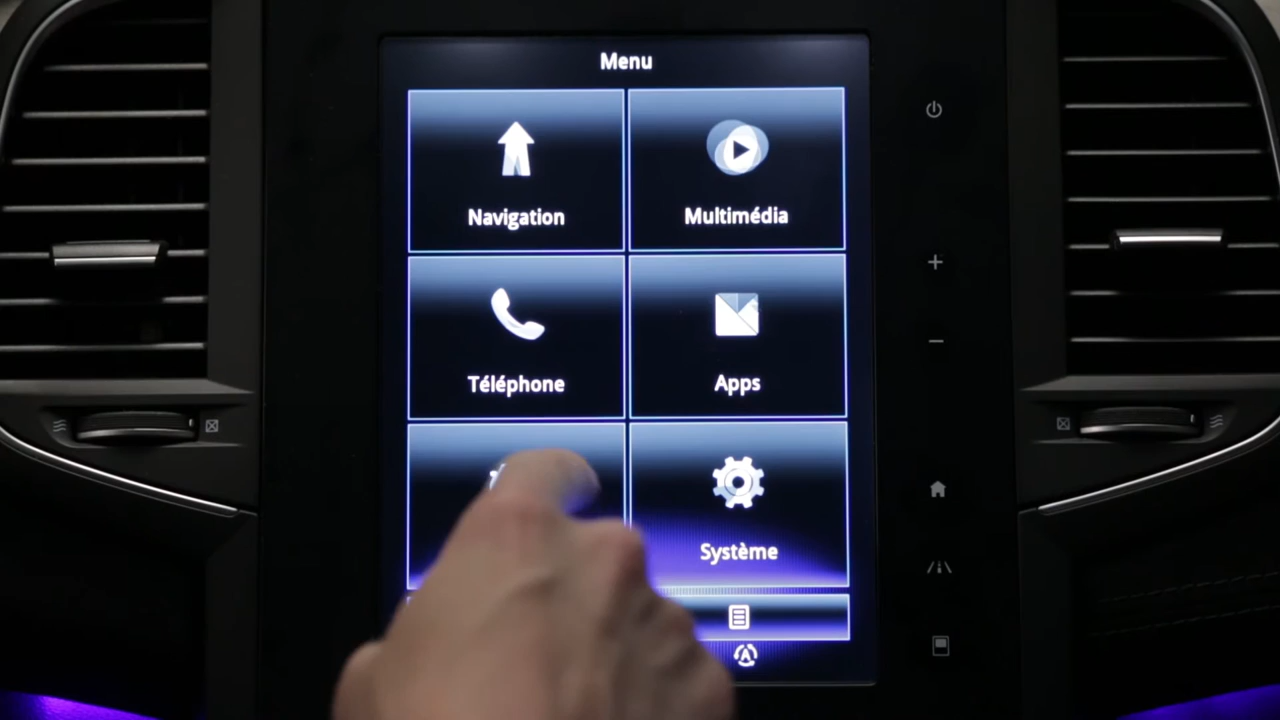 Menu
Navigation
Multimédia
Téléphone
Apps
Système